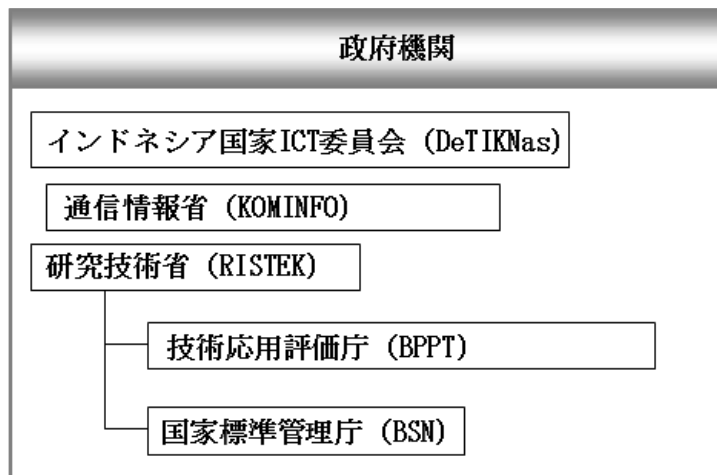 政府機関
インドネシア国家ICT委員会 (DeTIKNas)
通信情報省 (KOMINFO)
研究技術省 (RISTEK)
技術応用評価庁 (BPPT)
国家標準管理庁 (BSN)